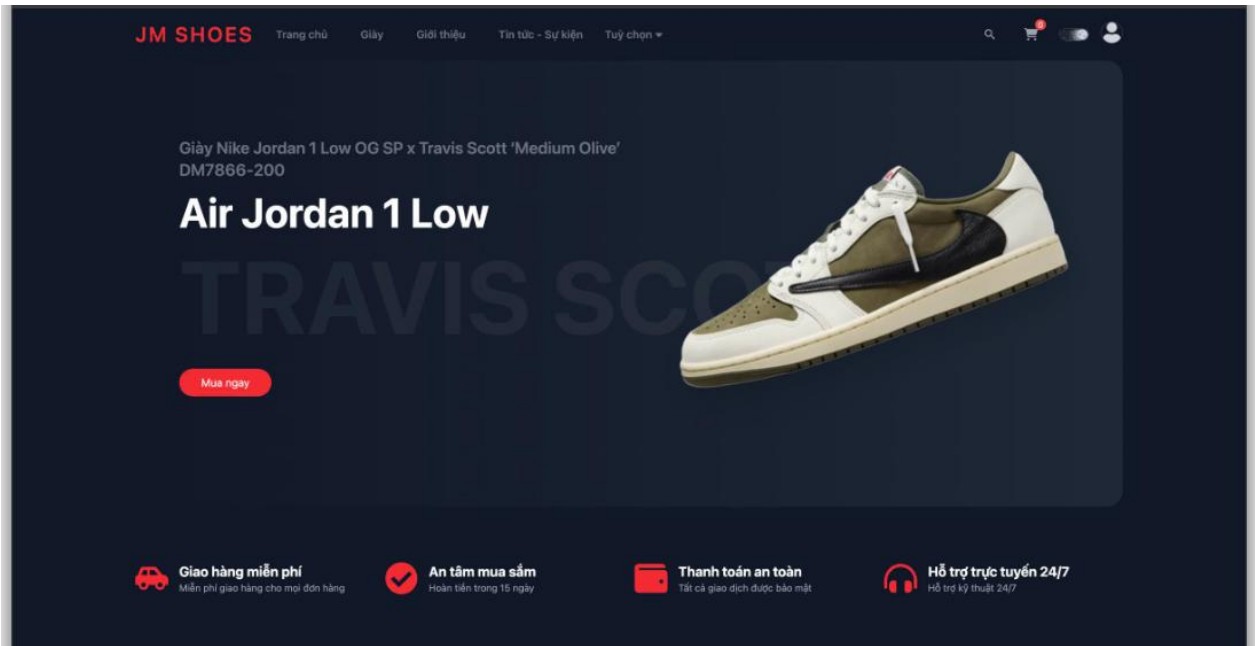 JM SHOES Trang chủ Giày Giới thiệu Tin tức - Sự kiện Tuỳ chọn 0
Giày Nike Jordan 1 Low OG SP x Travis Scott ‘Medium Olive’
DM7866-200
Air Jordan 1 Low
TRAVIS SCO
Mua ngay
Giao hàng miễn phí An tâm mua sắm Thanh toán an toàn Hỗ trợ trực tuyến 24/7
Miễn phí giao hàng cho mọi đơn hàng Hoàn tiền trong 15 ngày Tất cả giao dịch được bảo mật Hỗ trợ kỹ thuật 24/7